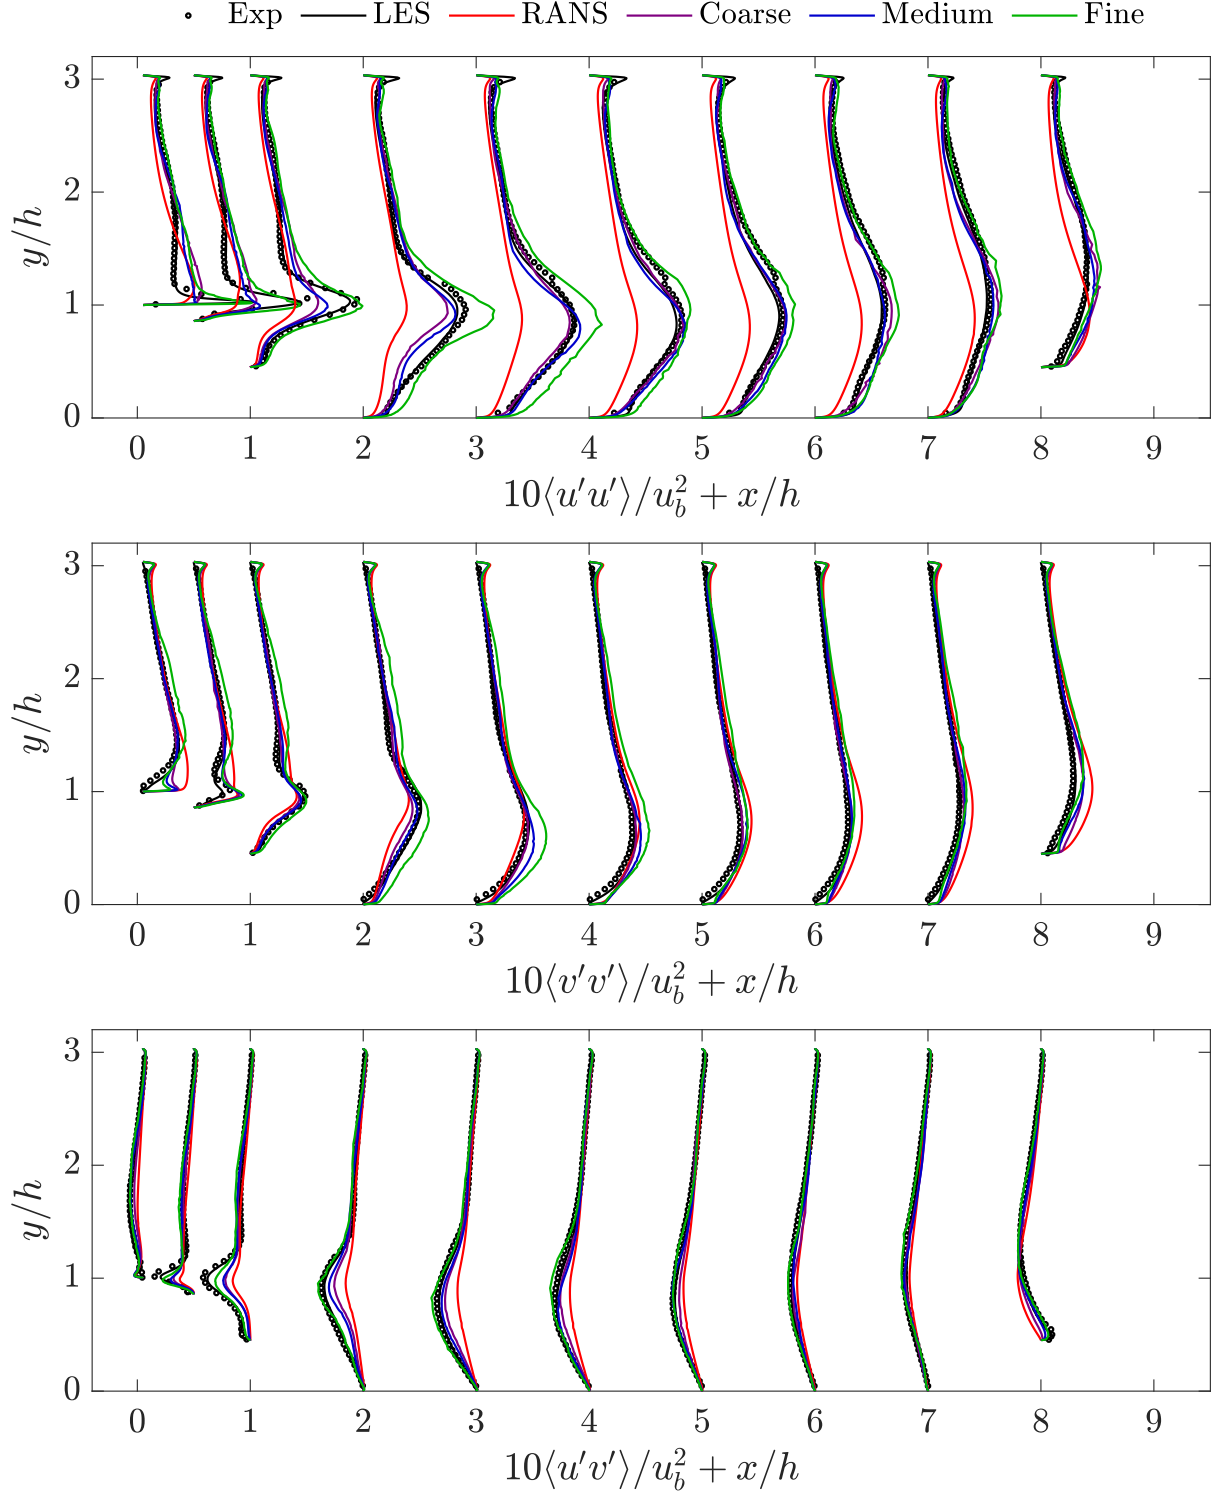 Exp LES RANS Coarse Medium Fine
3
2
1
0
y/h
0 1 2 3 4 5 6 7 8 9
10⟨u′u′⟩/u_b^2 + x/h
3
2
1
0
y/h
0 1 2 3 4 5 6 7 8 9
10⟨v′v′⟩/u_b^2 + x/h
3
2
1
0
y/h
0 1 2 3 4 5 6 7 8 9
10⟨u′v′⟩/u_b^2 + x/h